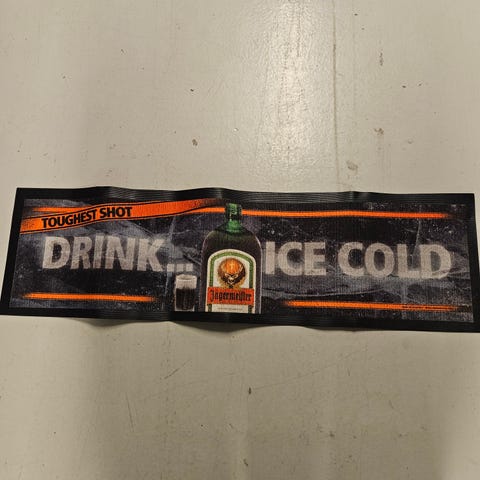 TOUGHEST SHOT
DRINK... ICE COLD
Jägermeister